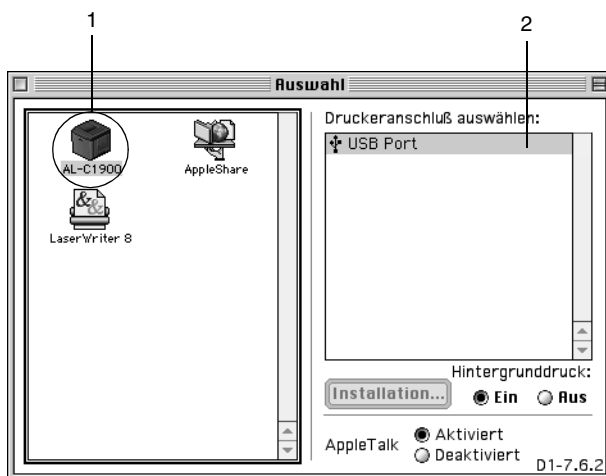 1
2
Auswahl
AL-C1900
AppleShare
LaserWriter 8
Druckeranschluß auswählen:
USB Port
Hintergrunddruck:
Installation... Ein Aus
AppleTalk Aktiviert
Deaktiviert
D1-7.6.2